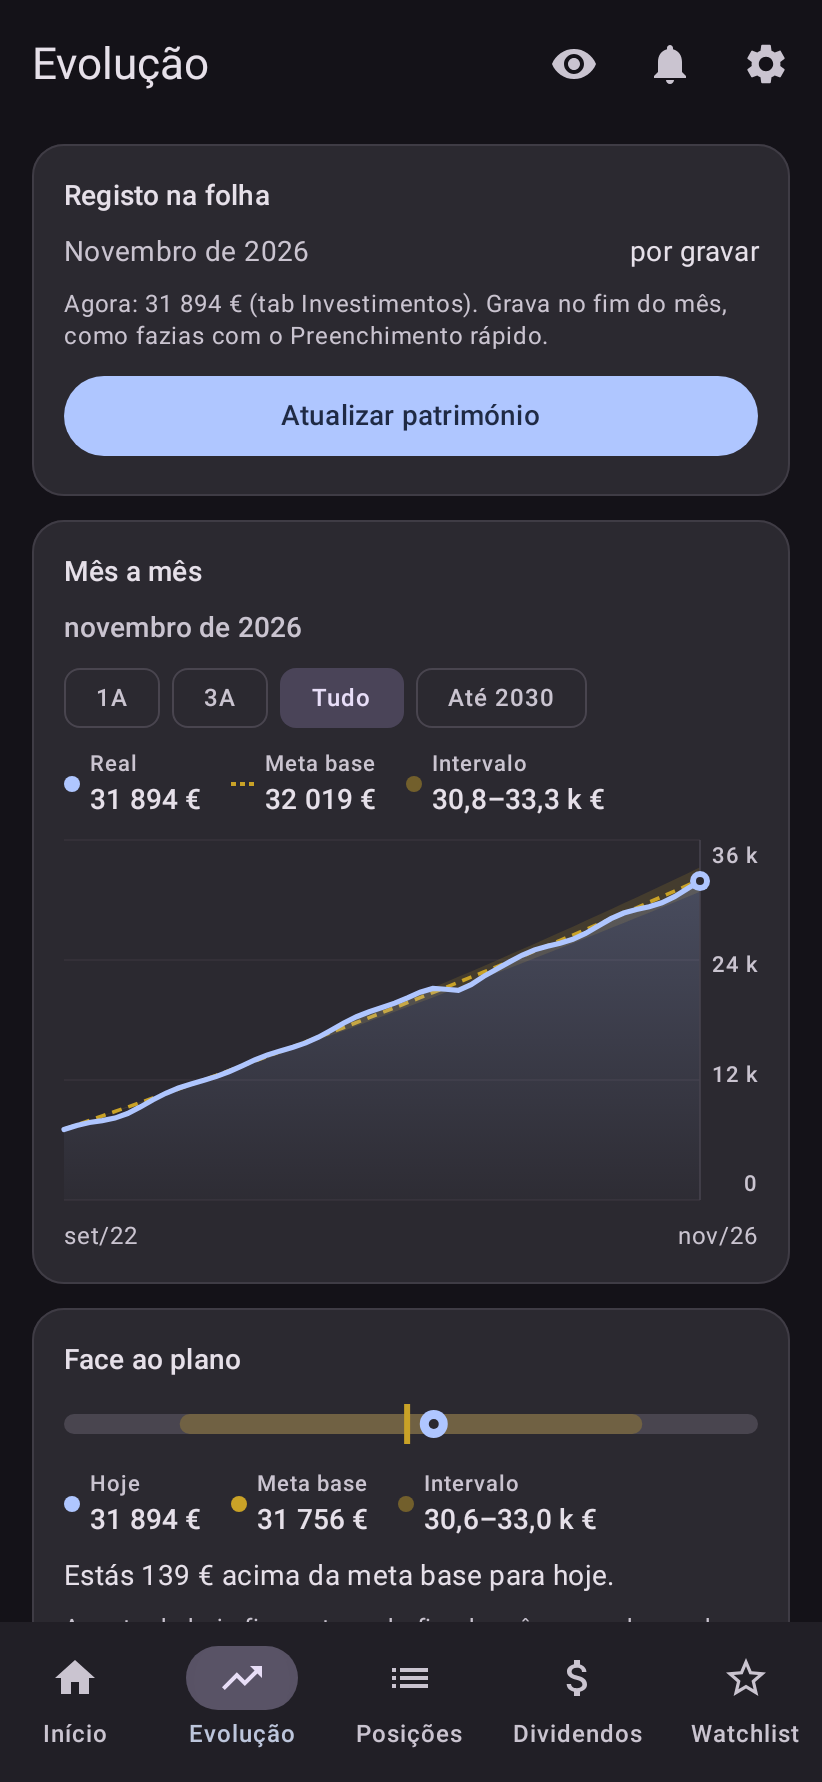 Evolução
Registo na folha
Novembro de 2026 por gravar
Agora: 31 894 € (tab Investimentos). Grava no fim do mês,
como fazias com o Preenchimento rápido.
Atualizar património
Mês a mês
novembro de 2026
1A 3A Tudo Até 2030
Real Meta base Intervalo
31 894 € 32 019 € 30,8–33,3 k €
36 k
24 k
12 k
0
set/22 nov/26
Face ao plano
Hoje Meta base Intervalo
31 894 € 31 756 € 30,6–33,0 k €
Estás 139 € acima da meta base para hoje.
Início Evolução Posições Dividendos Watchlist